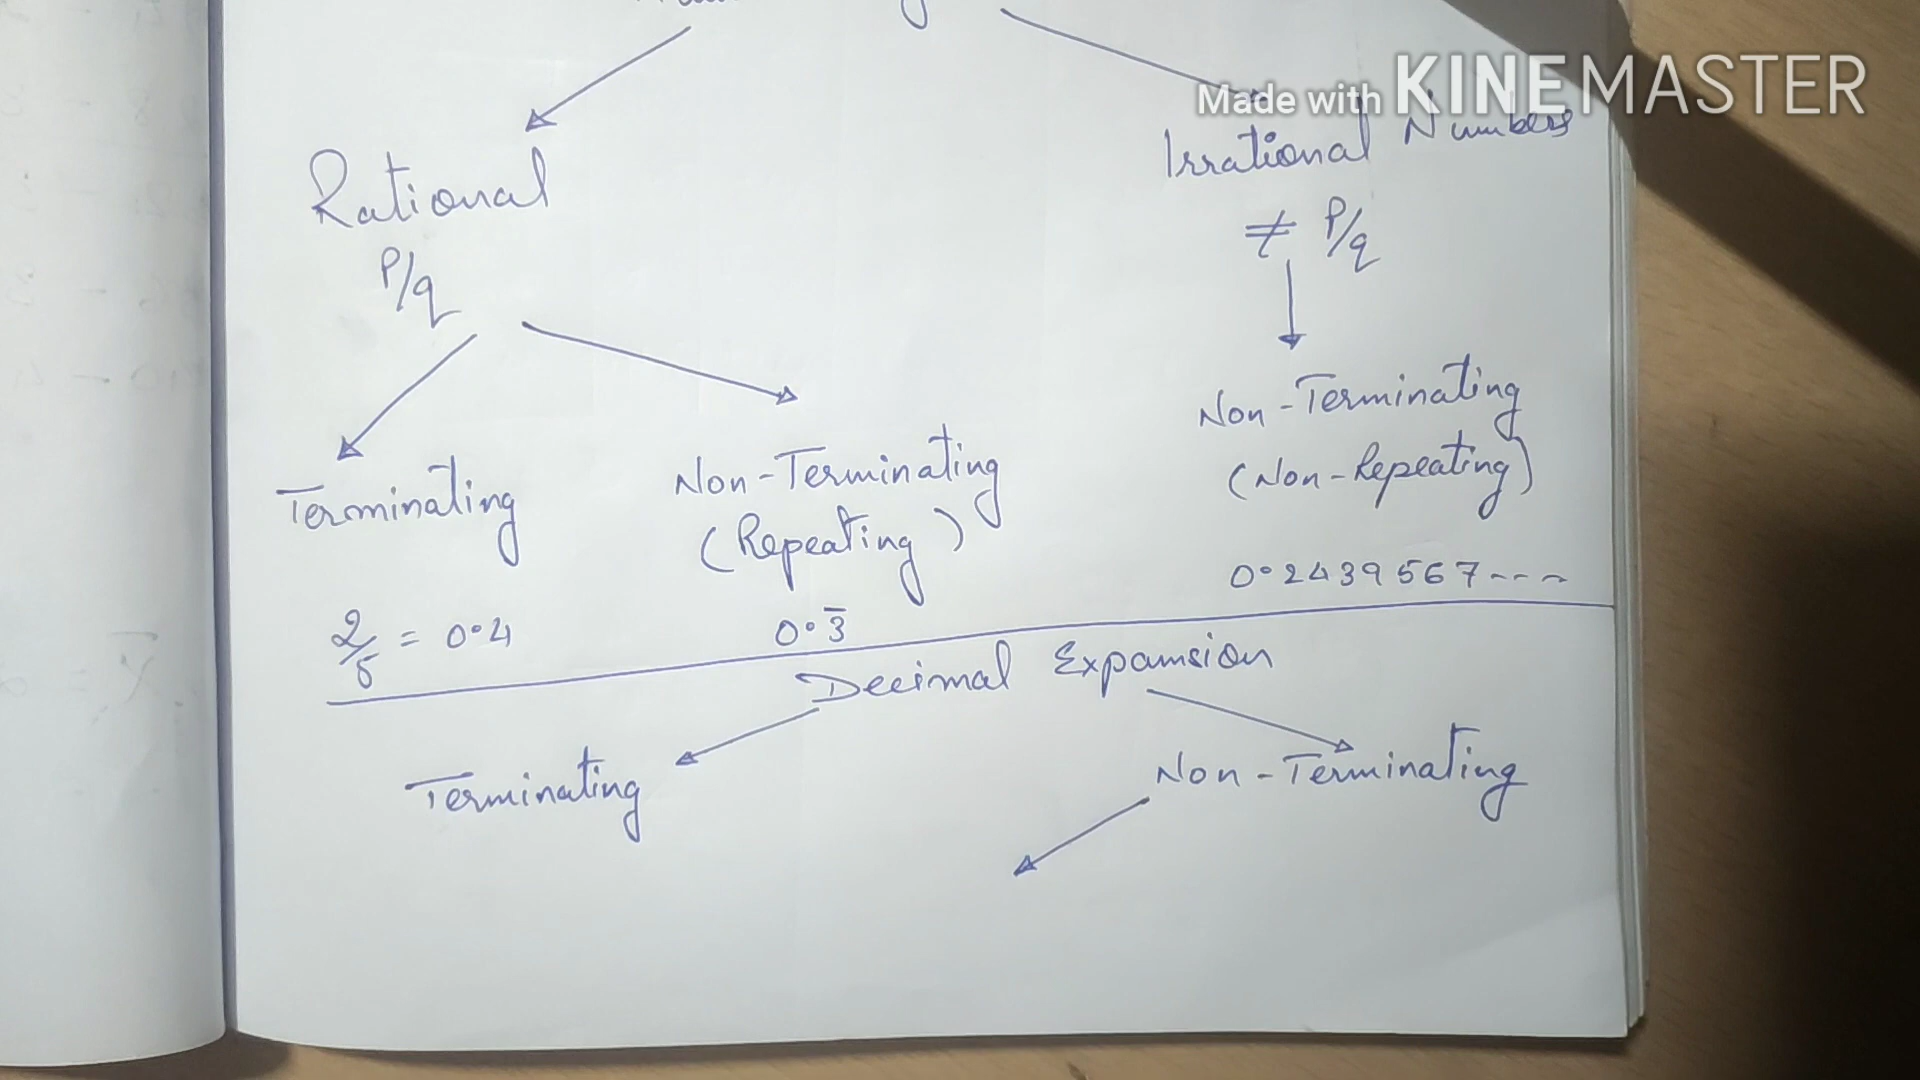 Made with KINEMASTER
Rational
Irrational Numbers
P/q
≠ P/q
Terminating
Non-Terminating
(Repeating)
Non-Terminating
(Non-Repeating)
2/5 = 0.4
0.3̅
0.2439567---
Decimal Expansion
Terminating
Non-Terminating